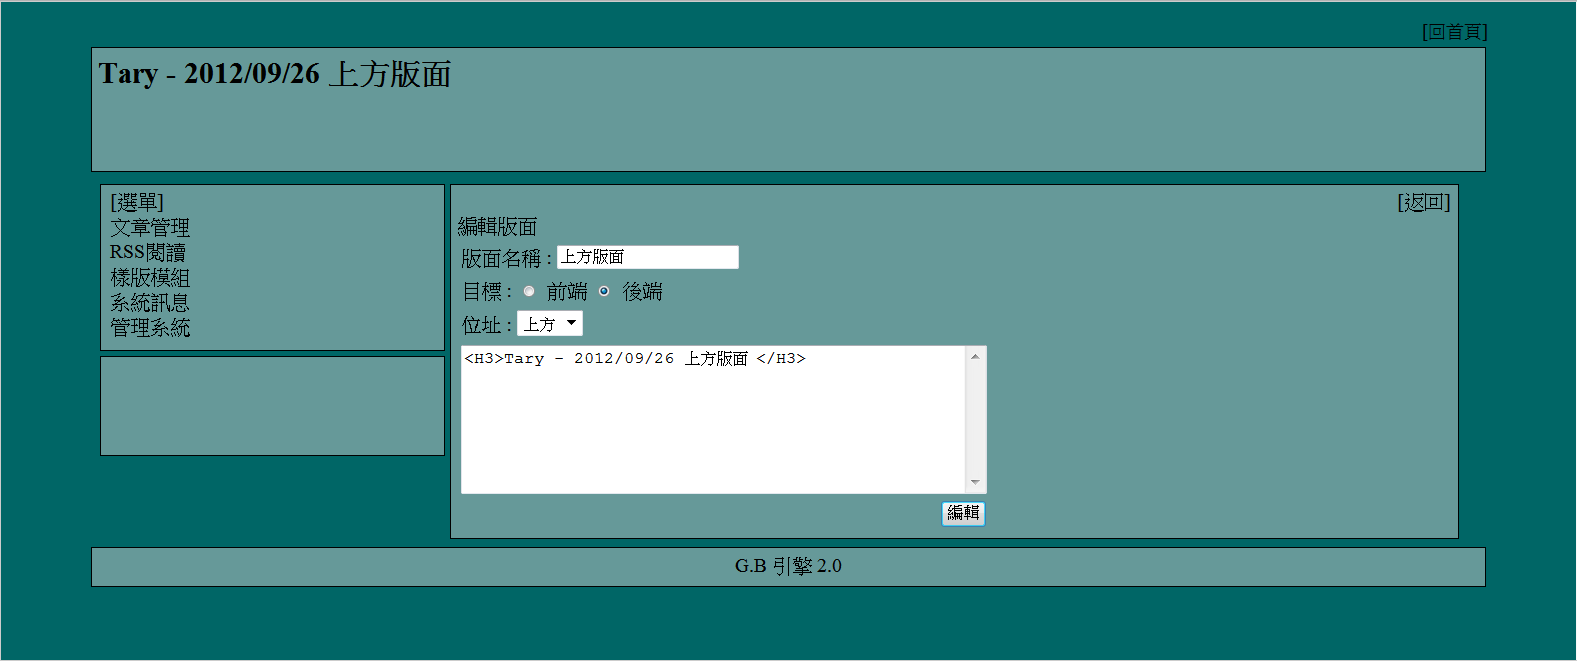 [回首頁]
Tary - 2012/09/26 上方版面
[選單]
文章管理
RSS閱讀
樣版模組
系統訊息
管理系統
[返回]
編輯版面
版面名稱 : 上方版面
目標 : 前端 後端
位址 : 上方
<H3>Tary - 2012/09/26 上方版面 </H3>
編輯
G.B 引擎 2.0